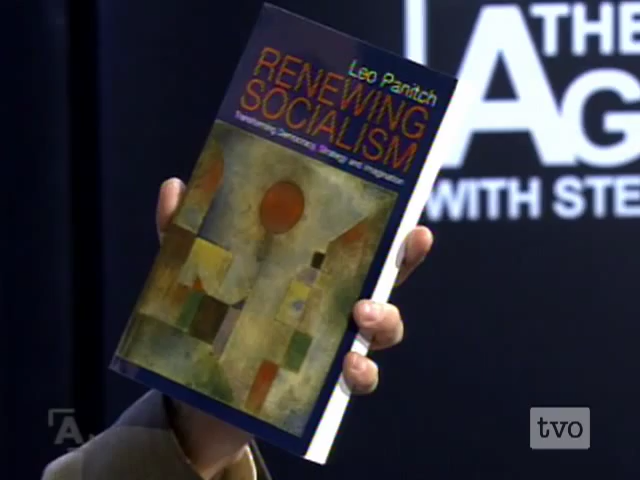 Leo Panitch
RENEWING
SOCIALISM
Transforming Democracy, Strategy and Imagination
THE
AG
WITH STE
A.
tvo